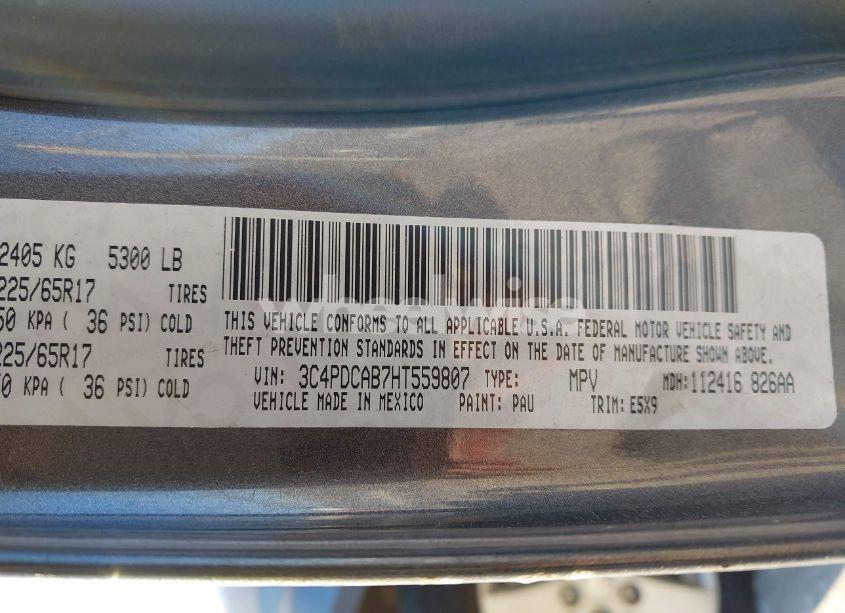 2405 KG 5300 LB
225/65R17 TIRES
50 KPA ( 36 PSI) COLD
225/65R17 TIRES
0 KPA ( 36 PSI) COLD
THIS VEHICLE CONFORMS TO ALL APPLICABLE U.S.A. FEDERAL MOTOR VEHICLE SAFETY AND
THEFT PREVENTION STANDARDS IN EFFECT ON THE DATE OF MANUFACTURE SHOWN ABOVE.
VIN: 3C4PDCAB7HT559807 TYPE: MPV MDH:112416 826AA
VEHICLE MADE IN MEXICO PAINT: PAU TRIM: E5X9
wheelwise